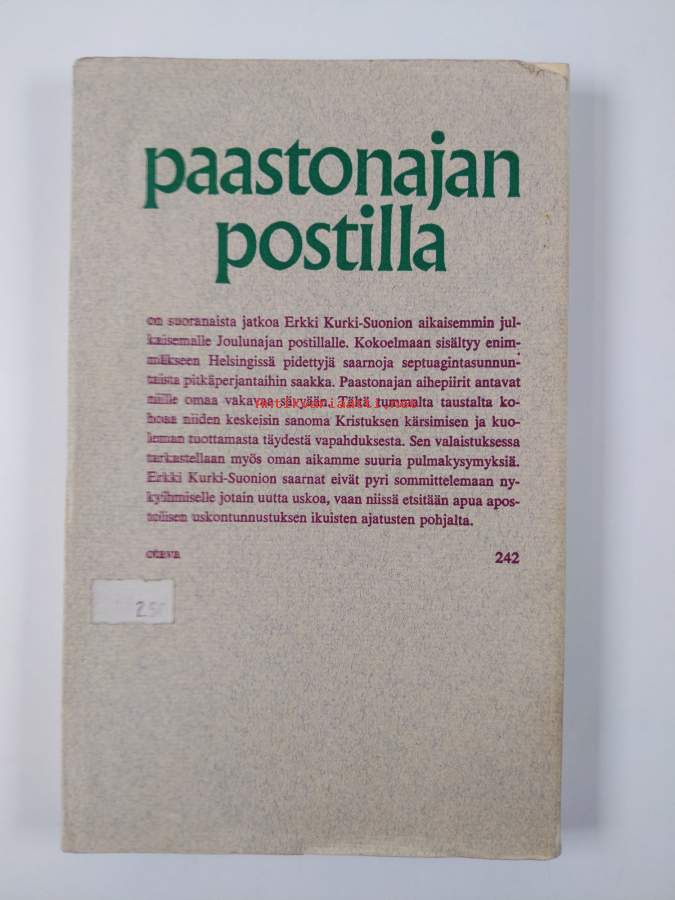 paastonajan
postilla
on suoranaista jatkoa Erkki Kurki-Suonion aikaisemmin jul-
kaisemalle Joulunajan postillalle. Kokoelmaan sisältyy enim-
mäkseen Helsingissä pidettyjä saarnoja septuagintasunnun-
taista pitkäperjantaihin saakka. Paastonajan aihepiirit antavat
niille omaa vakavaa sävyään. Tältä tummalta taustalta ko-
hoaa niiden keskeisin sanoma Kristuksen kärsimisen ja kuo-
leman tuottamasta täydestä vapahduksesta. Sen valaistuksessa
tarkastellaan myös oman aikamme suuria pulmakysymyksiä.
Erkki Kurki-Suonion saarnat eivät pyri sommittelemaan ny-
kyihmiselle jotain uutta uskoa, vaan niissä etsitään apua apos-
tolisen uskontunnustuksen ikuisten ajatusten pohjalta.
otava 242